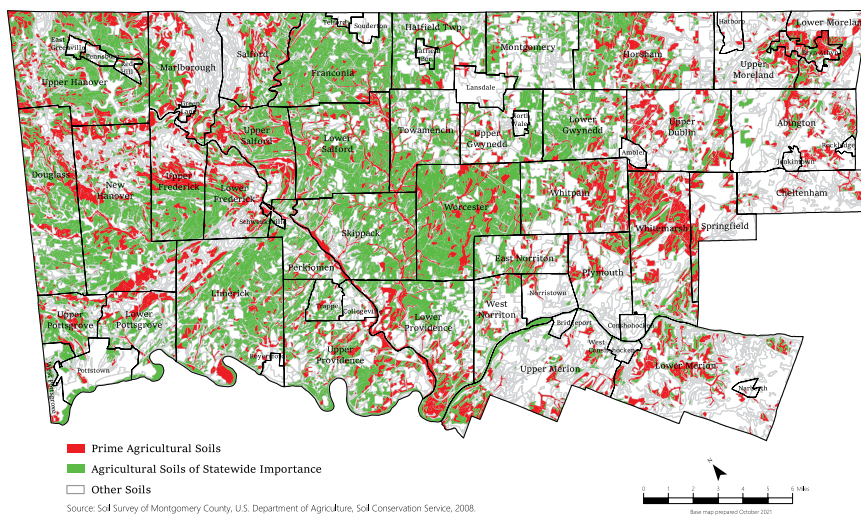 Hatboro
Lower Moreland
Telford
Souderton
Hatfield Twp.
East
Greenville
Pennsburg
Red
Hill
Upper Hanover
Marlborough
Salford
Franconia
Hatfield
Boro
Montgomery
Horsham
Upper
Moreland
Bryn Athyn
Lansdale
Green
Lane
Upper
Salford
Lower
Salford
Towamencin
Upper
Gwynedd
North
Wales
Lower
Gwynedd
Upper
Dublin
Abington
Ambler
Rockledge
Jenkintown
Cheltenham
Douglass
New
Hanover
Upper
Frederick
Lower
Frederick
Schwenksville
Worcester
Whitpain
Whitemarsh
Springfield
Skippack
Perkiomen
East Norriton
Plymouth
Limerick
Trappe
Collegeville
Lower
Providence
West
Norriton
Norristown
Bridgeport
Conshohocken
West
Conshohocken
Upper
Pottsgrove
Lower
Pottsgrove
West Pottsgrove
Pottstown
Royersford
Upper
Providence
Upper Merion
Lower Merion
Narberth
Prime Agricultural Soils
Agricultural Soils of Statewide Importance
Other Soils
Source: Soil Survey of Montgomery County, U.S. Department of Agriculture, Soil Conservation Service, 2008.
N
0 1 2 3 4 5 6 Miles
Base map prepared October 2021